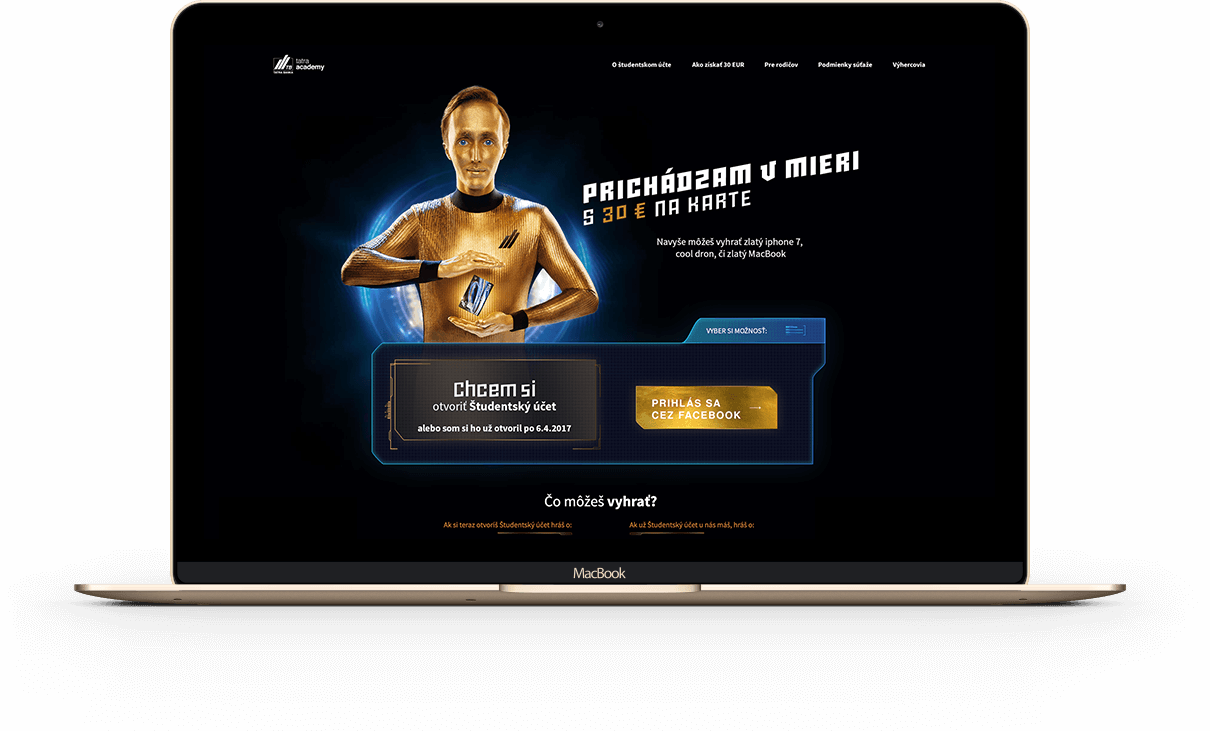 TB
TATRA BANKA
tatra
academy
O študentskom účte
Ako získať 30 EUR
Pre rodičov
Podmienky súťaže
Výhercovia
PRICHÁDZAM V MIERI
S 30 € NA KARTE
Navyše môžeš vyhrať zlatý iphone 7,
cool dron, čí zlatý MacBook
VYBER SI MOŽNOSŤ:
Chcem si
otvoriť Študentský účet
alebo som si ho už otvoril po 6.4.2017
PRIHLÁS SA
CEZ FACEBOOK
Čo môžeš vyhrať?
Ak si teraz otvoríš Študentský účet hráš o:
Ak už Študentský účet u nás máš, hráš o:
MacBook